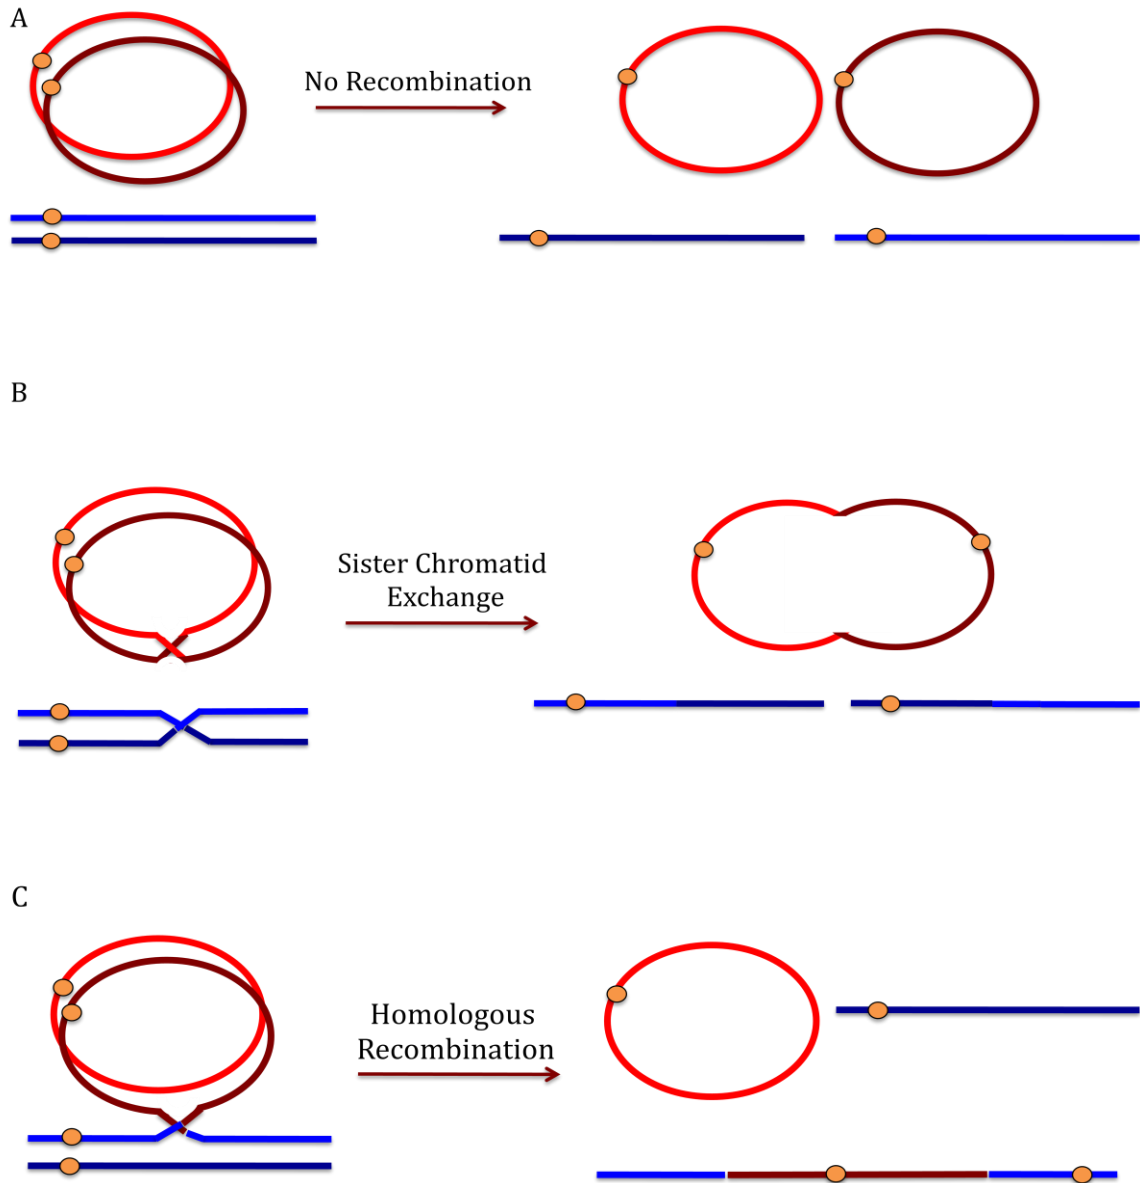 A
No Recombination
B
Sister Chromatid
Exchange
C
Homologous
Recombination